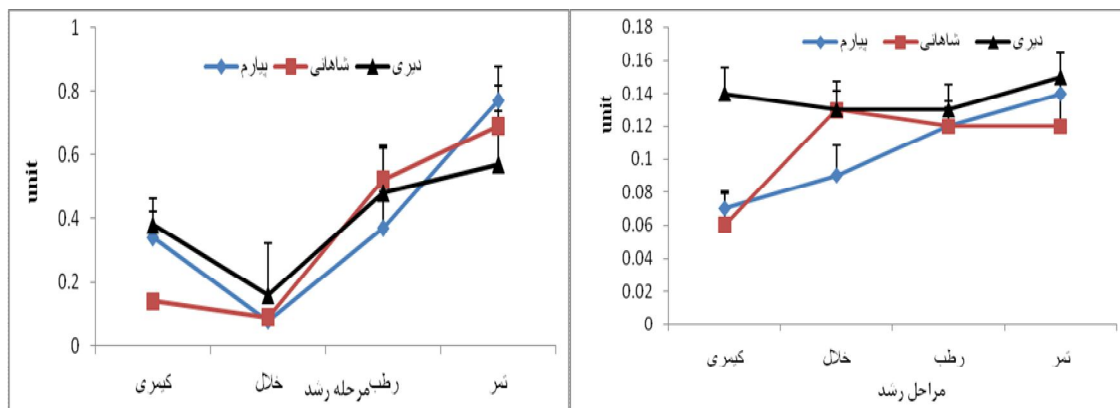 1
0.8
0.6
0.4
0.2
0
unit
پیارم شاهانی دیری
کیمری خلال رطب تمر
مرحله رشد
0.18
0.16
0.14
0.12
0.1
0.08
0.06
0.04
0.02
0
unit
پیارم شاهانی دیری
کیمری خلال رطب تمر
مراحل رشد